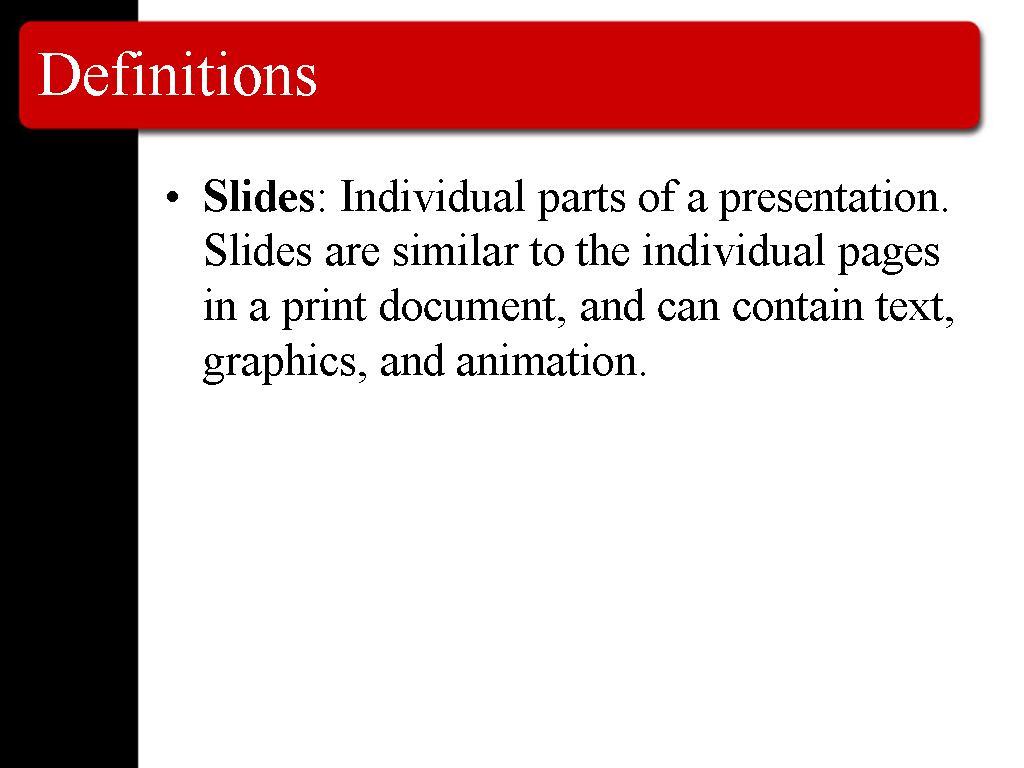 Definitions
• Slides: Individual parts of a presentation.
Slides are similar to the individual pages
in a print document, and can contain text,
graphics, and animation.